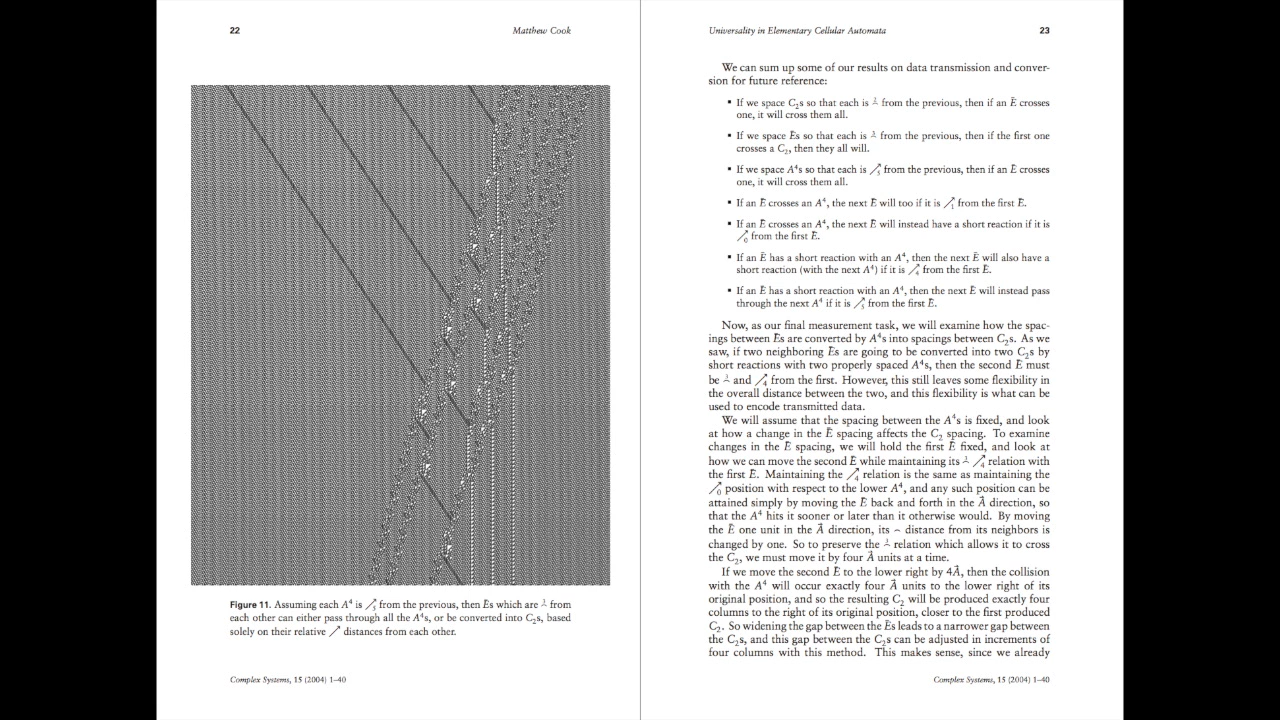 22 Matthew Cook
Figure 11. Assuming each A⁴ is ↗₅ from the previous, then Ēs which are from
each other can either pass through all the A⁴s, or be converted into C₂s, based
solely on their relative ↗ distances from each other.
Complex Systems, 15 (2004) 1–40
Universality in Elementary Cellular Automata 23
We can sum up some of our results on data transmission and conver-
sion for future reference:
▪ If we space C₂s so that each is from the previous, then if an Ē crosses
one, it will cross them all.
▪ If we space Ēs so that each is from the previous, then if the first one
crosses a C₂, then they all will.
▪ If we space A⁴s so that each is ↗₅ from the previous, then if an Ē crosses
one, it will cross them all.
▪ If an Ē crosses an A⁴, the next Ē will too if it is ↗₁ from the first Ē.
▪ If an Ē crosses an A⁴, the next Ē will instead have a short reaction if it is
↗₀ from the first Ē.
▪ If an Ē has a short reaction with an A⁴, then the next Ē will also have a
short reaction (with the next A⁴) if it is ↗₄ from the first Ē.
▪ If an Ē has a short reaction with an A⁴, then the next Ē will instead pass
through the next A⁴ if it is ↗₅ from the first Ē.
Now, as our final measurement task, we will examine how the spac-
ings between Ēs are converted by A⁴s into spacings between C₂s. As we
saw, if two neighboring Ēs are going to be converted into two C₂s by
short reactions with two properly spaced A⁴s, then the second Ē must
be and ↗₄ from the first. However, this still leaves some flexibility in
the overall distance between the two, and this flexibility is what can be
used to encode transmitted data.
We will assume that the spacing between the A⁴s is fixed, and look
at how a change in the Ē spacing affects the C₂ spacing. To examine
changes in the Ē spacing, we will hold the first Ē fixed, and look at
how we can move the second Ē while maintaining its ↗₄ relation with
the first Ē. Maintaining the ↗₄ relation is the same as maintaining the
↗₀ position with respect to the lower A⁴, and any such position can be
attained simply by moving the Ē back and forth in the A⃗ direction, so
that the A⁴ hits it sooner or later than it otherwise would. By moving
the Ē one unit in the A⃗ direction, its ⌢ distance from its neighbors is
changed by one. So to preserve the relation which allows it to cross
the C₂, we must move it by four A⃗ units at a time.
If we move the second Ē to the lower right by 4A⃗, then the collision
with the A⁴ will occur exactly four A⃗ units to the lower right of its
original position, and so the resulting C₂ will be produced exactly four
columns to the right of its original position, closer to the first produced
C₂. So widening the gap between the Ēs leads to a narrower gap between
the C₂s, and this gap between the C₂s can be adjusted in increments of
four columns with this method. This makes sense, since we already
Complex Systems, 15 (2004) 1–40